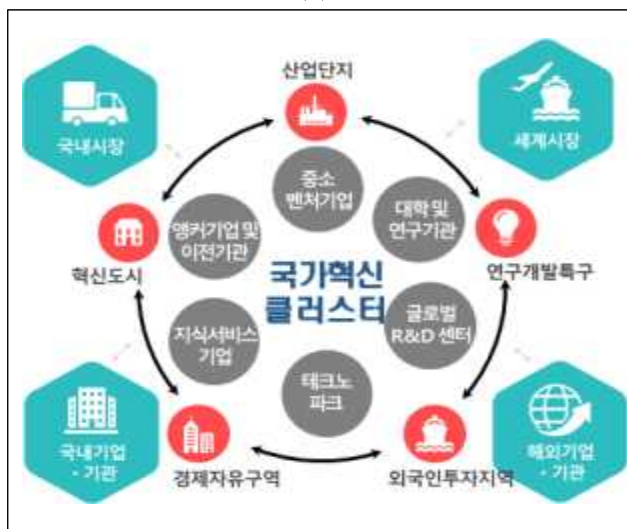 산업단지
국내시장
세계시장
중소
벤처기업
앵커기업 및
이전기관
대학 및
연구기관
혁신도시
국가혁신
클러스터
연구개발특구
지식서비스
기업
글로벌
R&D 센터
테크노
파크
국내기업
·기관
해외기업
·기관
경제자유구역
외국인투자지역